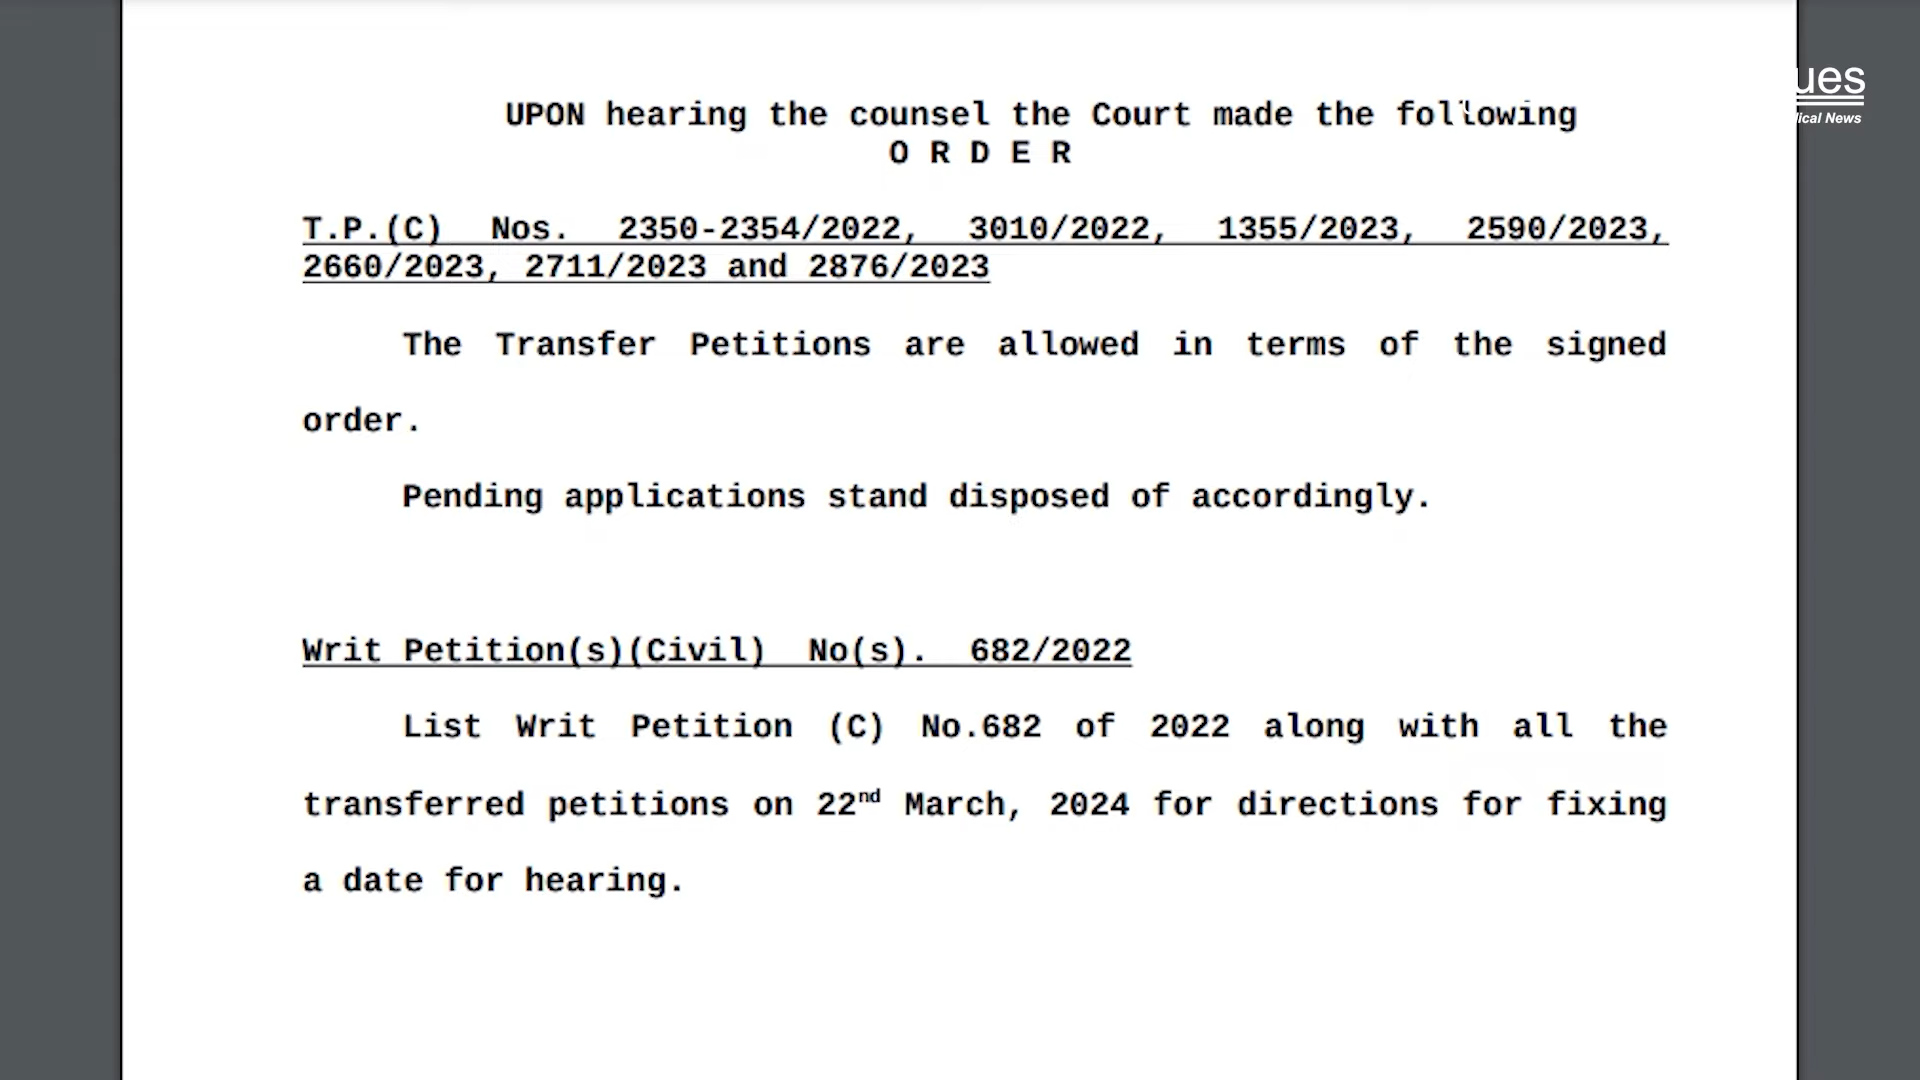 UPON hearing the counsel the Court made the following
O R D E R
T.P.(C) Nos. 2350-2354/2022, 3010/2022, 1355/2023, 2590/2023,
2660/2023, 2711/2023 and 2876/2023
The Transfer Petitions are allowed in terms of the signed
order.
Pending applications stand disposed of accordingly.
Writ Petition(s)(Civil) No(s). 682/2022
List Writ Petition (C) No.682 of 2022 along with all the
transferred petitions on 22nd March, 2024 for directions for fixing
a date for hearing.
News